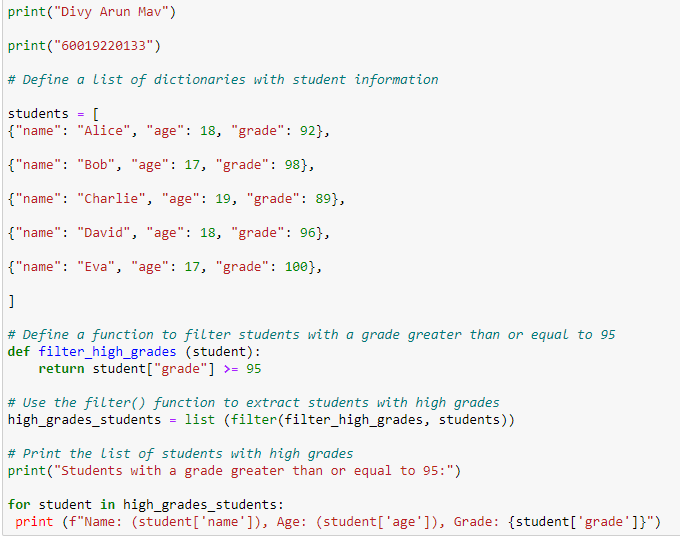 print("Divy Arun Mav")
print("60019220133")
# Define a list of dictionaries with student information
students = [
{"name": "Alice", "age": 18, "grade": 92},
{"name": "Bob", "age": 17, "grade": 98},
{"name": "Charlie", "age": 19, "grade": 89},
{"name": "David", "age": 18, "grade": 96},
{"name": "Eva", "age": 17, "grade": 100},
]
# Define a function to filter students with a grade greater than or equal to 95
def filter_high_grades (student):
    return student["grade"] >= 95
# Use the filter() function to extract students with high grades
high_grades_students = list (filter(filter_high_grades, students))
# Print the list of students with high grades
print("Students with a grade greater than or equal to 95:")
for student in high_grades_students:
 print (f"Name: (student['name']), Age: (student['age']), Grade: {student['grade']}")